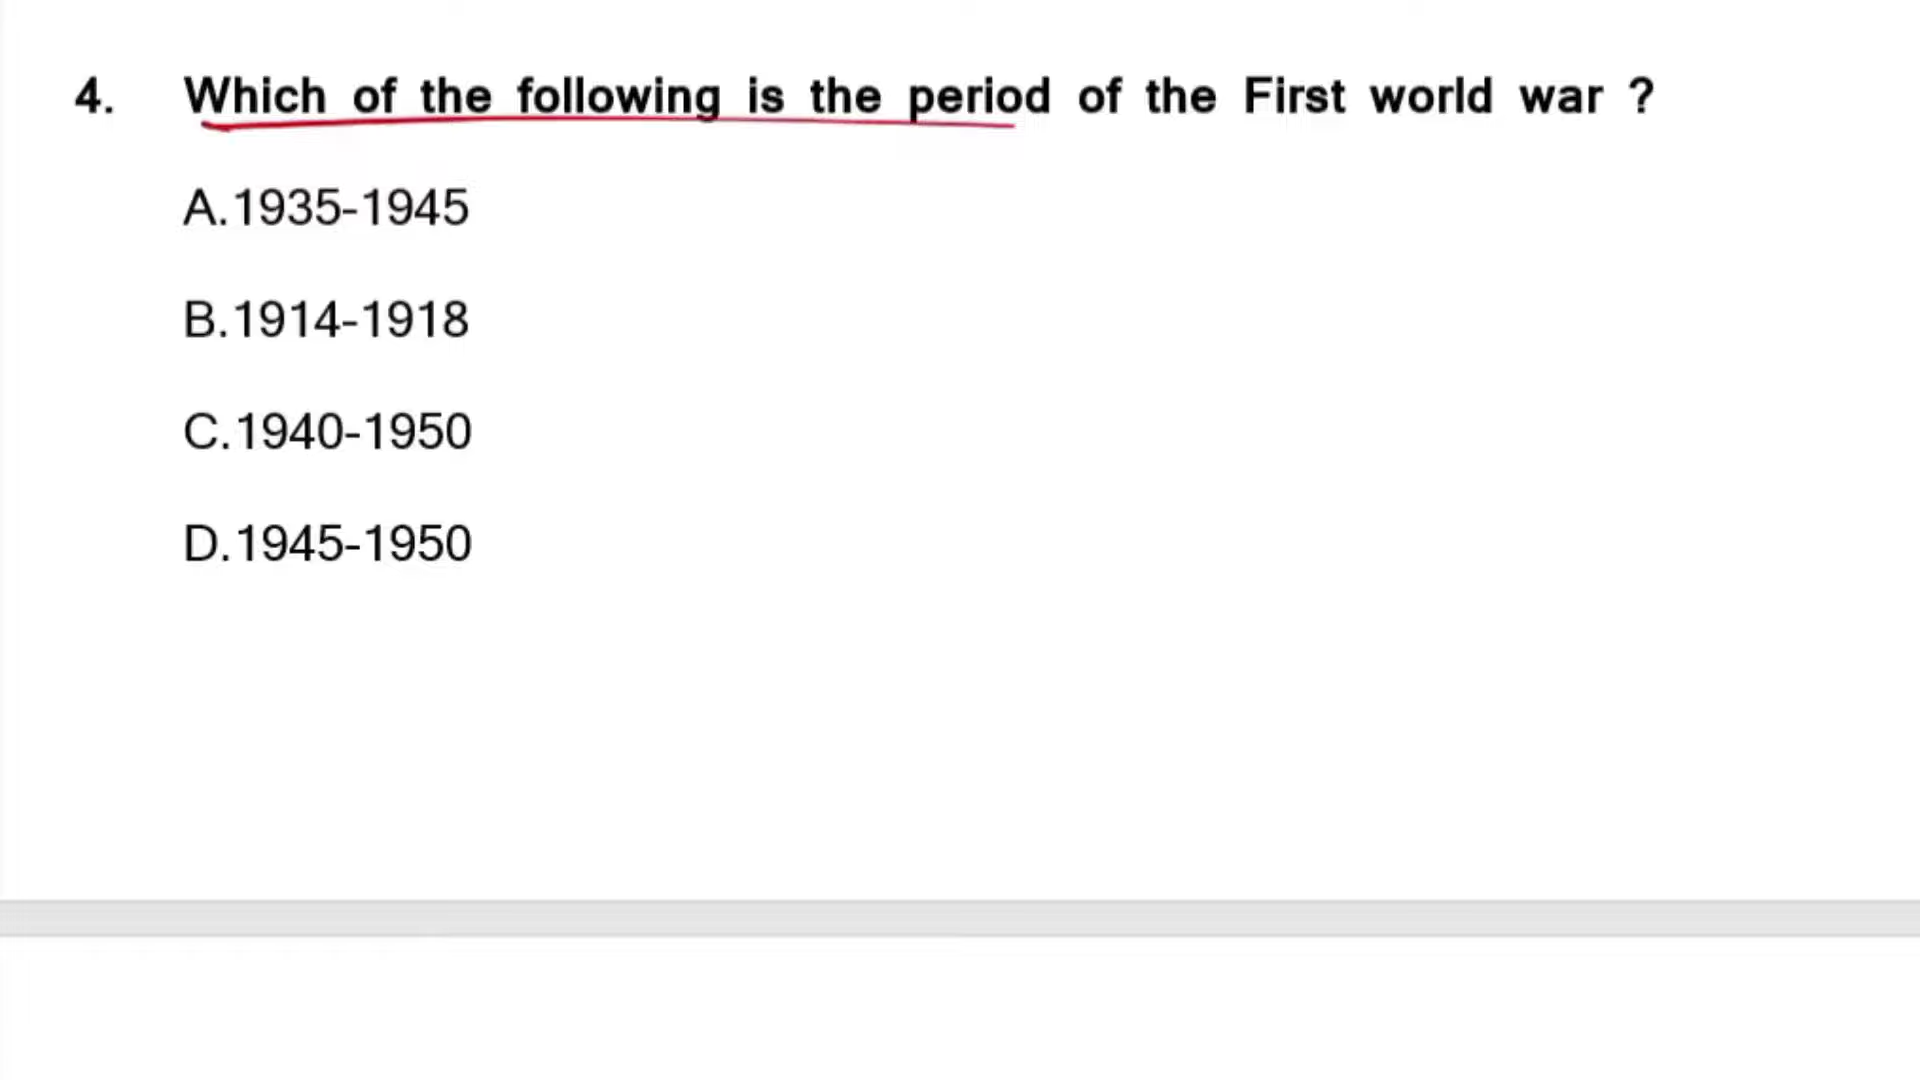 4. Which of the following is the period of the First world war ?
A.1935-1945
B.1914-1918
C.1940-1950
D.1945-1950